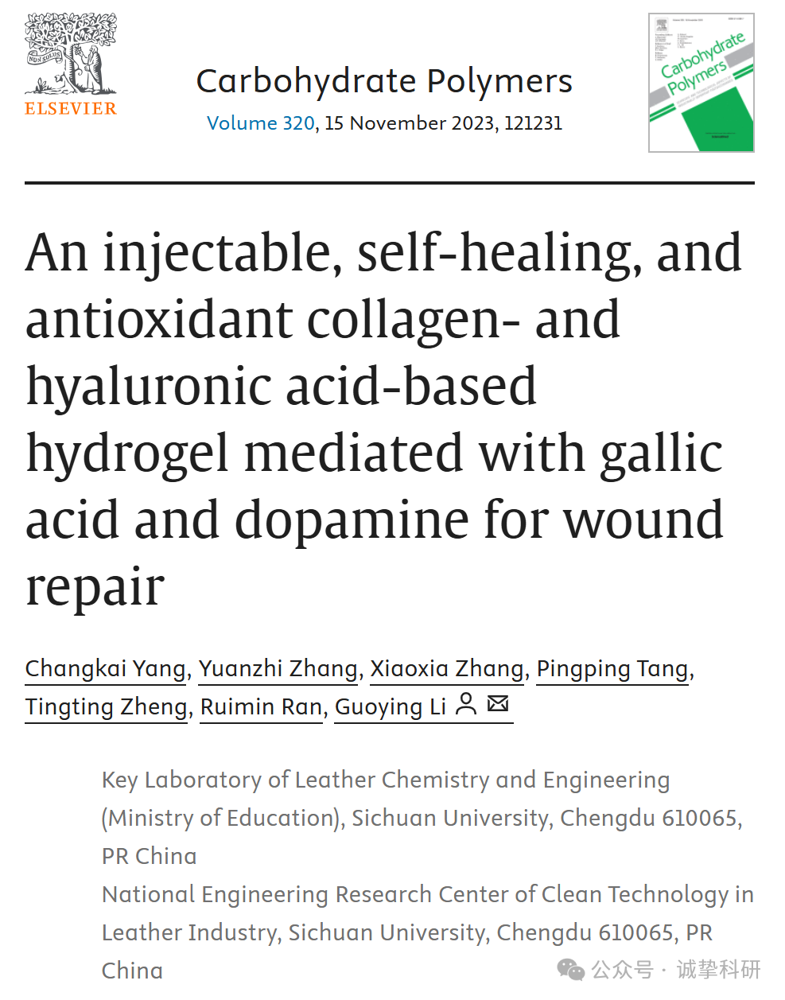 NON SOLUS
ELSEVIER
Carbohydrate Polymers
Volume 320, 15 November 2023, 121231
Carbohydrate
Polymers
An injectable, self-healing, and
antioxidant collagen- and
hyaluronic acid-based
hydrogel mediated with gallic
acid and dopamine for wound
repair
Changkai Yang, Yuanzhi Zhang, Xiaoxia Zhang, Pingping Tang,
Tingting Zheng, Ruimin Ran, Guoying Li
Key Laboratory of Leather Chemistry and Engineering
(Ministry of Education), Sichuan University, Chengdu 610065,
PR China
National Engineering Research Center of Clean Technology in
Leather Industry, Sichuan University, Chengdu 610065, PR
China
公众号 · 诚挚科研